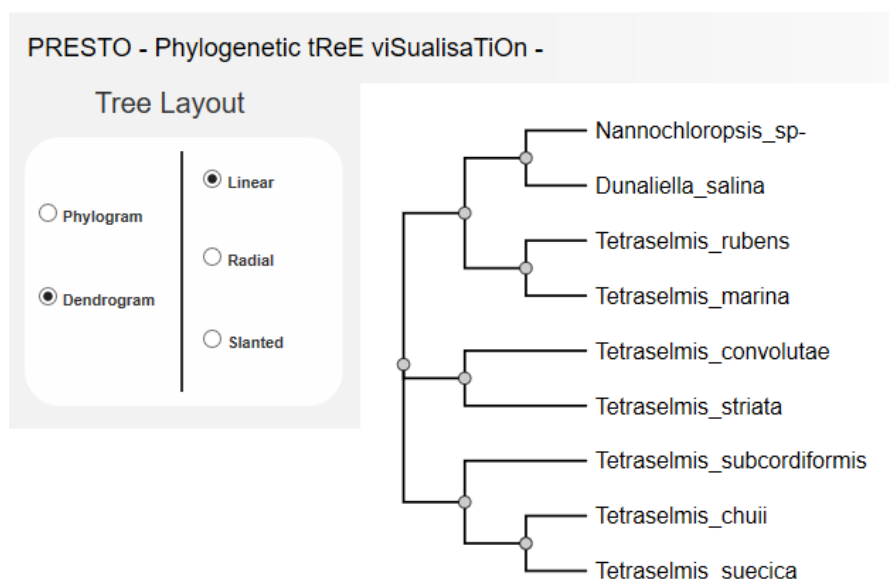 PRESTO - Phylogenetic tReE viSualisaTiOn -
Tree Layout
Phylogram
Dendrogram
Linear
Radial
Slanted
Nannochloropsis_sp-
Dunaliella_salina
Tetraselmis_rubens
Tetraselmis_marina
Tetraselmis_convolutae
Tetraselmis_striata
Tetraselmis_subcordiformis
Tetraselmis_chuii
Tetraselmis_suecica